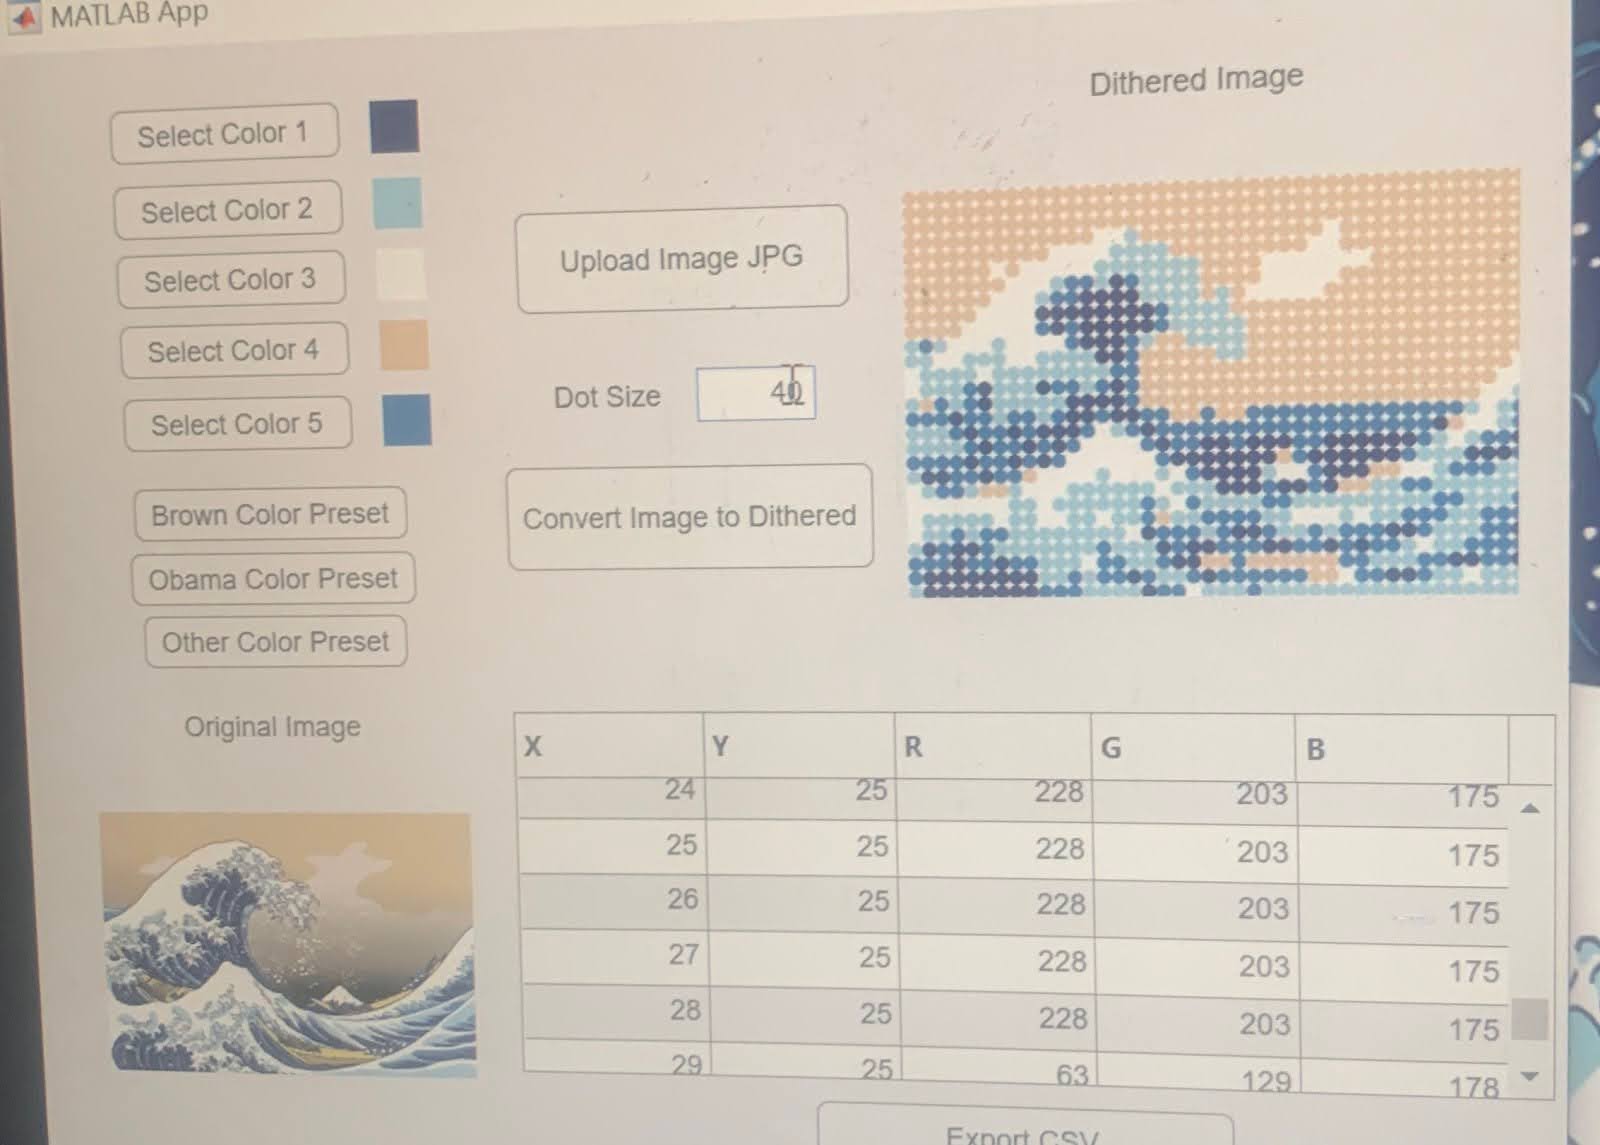 MATLAB App
Dithered Image
Select Color 1
Select Color 2
Select Color 3
Select Color 4
Select Color 5
Upload Image JPG
Dot Size
Convert Image to Dithered
Brown Color Preset
Obama Color Preset
Other Color Preset
Original Image
X Y R G B
24 25 228 203 175
25 25 228 203 175
26 25 228 203 175
27 25 228 203 175
28 25 228 203 175
29 25 63 129 178
Export CSV